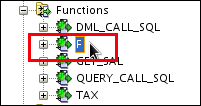 Functions
DML_CALL_SQL
F
GET_SAL
QUERY_CALL_SQL
TAX